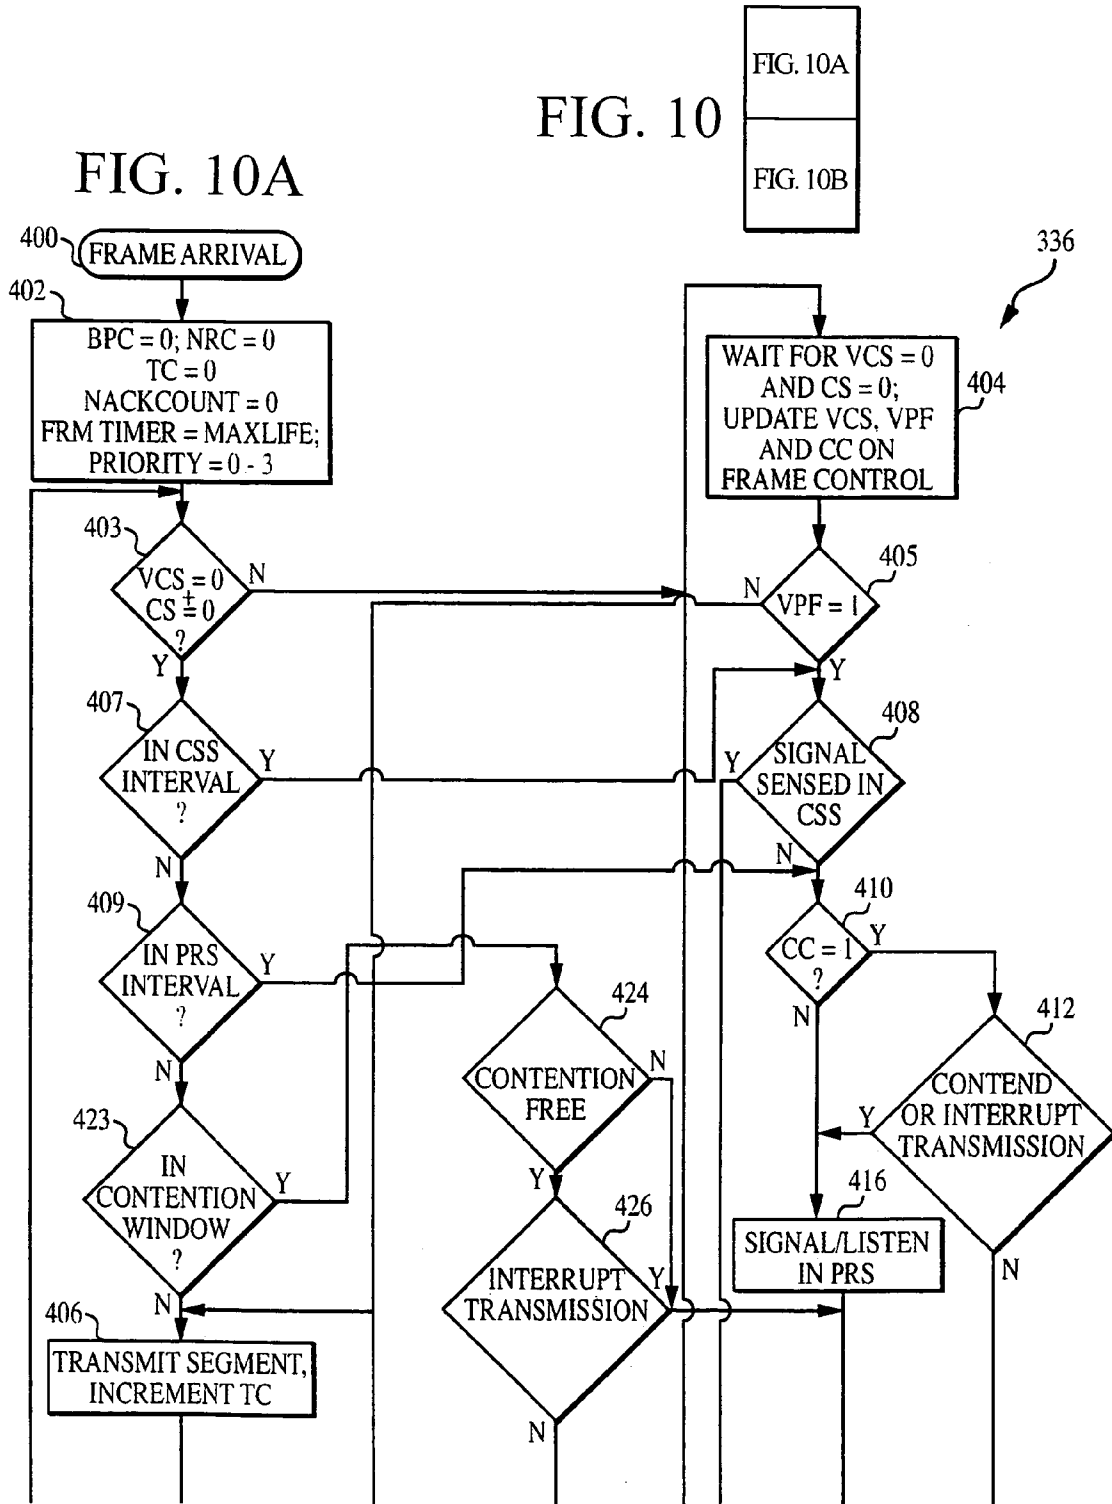 FIG. 10
FIG. 10A
FIG. 10B
FIG. 10A
336
400
FRAME ARRIVAL
402
BPC = 0; NRC = 0
TC = 0
NACKCOUNT = 0
FRM TIMER = MAXLIFE;
PRIORITY = 0 - 3
WAIT FOR VCS = 0
AND CS = 0;
UPDATE VCS, VPF
AND CC ON
FRAME CONTROL
404
403
VCS = 0
+
CS = 0
?
N
Y
405
VPF = 1
N
Y
407
IN CSS
INTERVAL
?
Y
N
408
SIGNAL
SENSED IN
CSS
Y
N
409
IN PRS
INTERVAL
?
Y
N
410
CC = 1
?
Y
N
412
CONTEND
OR INTERRUPT
TRANSMISSION
Y
N
424
CONTENTION
FREE
N
Y
423
IN
CONTENTION
WINDOW
?
Y
N
426
INTERRUPT
TRANSMISSION
Y
N
416
SIGNAL/LISTEN
IN PRS
406
TRANSMIT SEGMENT,
INCREMENT TC